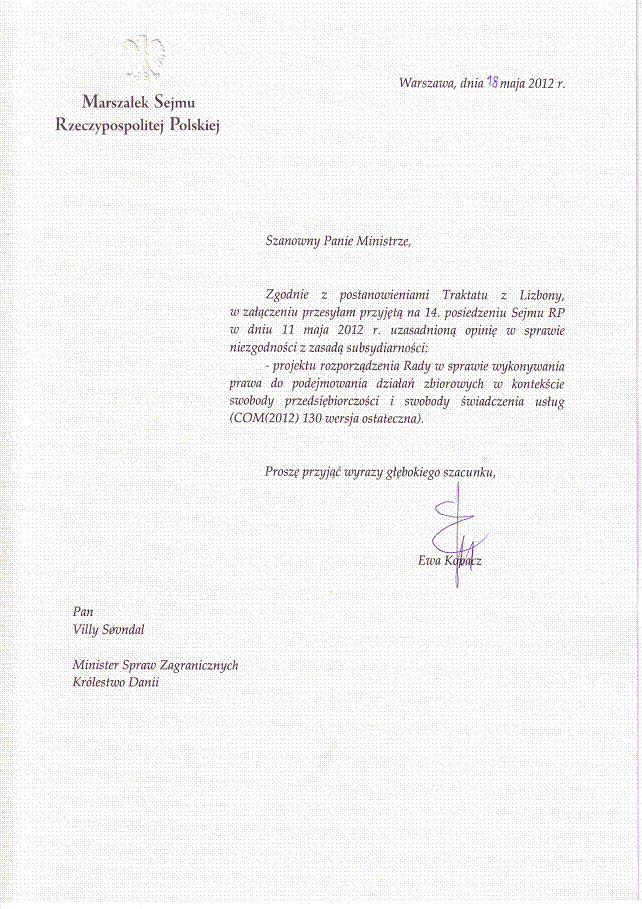 Warszawa, dnia 18 maja 2012 r.
Marszałek Sejmu
Rzeczypospolitej Polskiej
Szanowny Panie Ministrze,
Zgodnie z postanowieniami Traktatu z Lizbony,
w załączeniu przesyłam przyjętą na 14. posiedzeniu Sejmu RP
w dniu 11 maja 2012 r. uzasadnioną opinię w sprawie
niezgodności z zasadą subsydiarności:
- projektu rozporządzenia Rady w sprawie wykonywania
prawa do podejmowania działań zbiorowych w kontekście
swobody przedsiębiorczości i swobody świadczenia usług
(COM(2012) 130 wersja ostateczna).
Proszę przyjąć wyrazy głębokiego szacunku,
Ewa Kopacz
Pan
Villy Søvndal
Minister Spraw Zagranicznych
Królestwo Danii